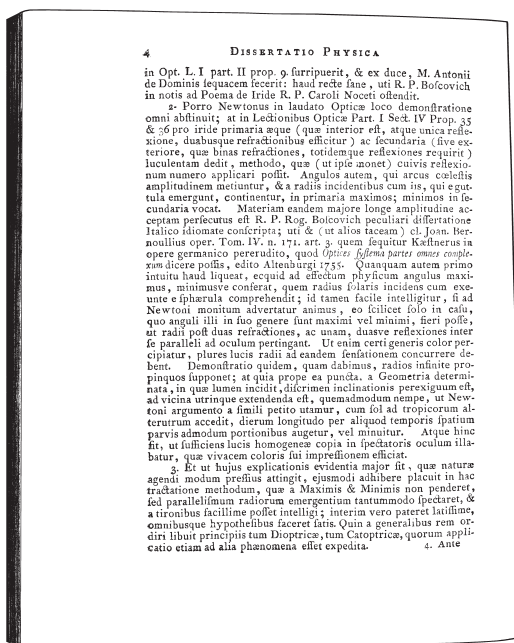 4 DISSERTATIO PHYSICA
in Opt. L. I part. II prop. 9. ſurripuerit, & ex duce, M. Antonii
de Dominis ſequacem fecerit: haud recte ſane, uti R. P. Boſcovich
in notis ad Poema de Iride R. P. Caroli Noceti oſtendit.
2. Porro Newtonus in laudato Opticæ loco demonſtratione
omni abſtinuit; at in Lectionibus Opticæ Part. I Sect. IV Prop. 35
& 36 pro iride primaria æque (quæ interior eſt, atque unica refle-
xione, duabusque refractionibus efficitur) ac ſecundaria (ſive ex-
teriore, quæ binas refractiones, totidemque reflexiones requirit)
luculentam dedit, methodo, quæ (ut ipſe monet) cuivis reflexio-
num numero applicari poſſit. Angulos autem, qui arcus cœleſtis
amplitudinem metiuntur, & a radiis incidentibus cum iis, qui e gut-
tula emergunt, continentur, in primaria maximos; minimos in ſe-
cundaria vocat. Materiam eandem majore longe amplitudine ac-
ceptam perſecutus eſt R. P. Rog. Boſcovich peculiari diſſertatione
Italico idiomate conſcripta; uti & (ut alios taceam) cl. Joan. Ber-
noullius oper. Tom. IV. n. 171. art. 3. quem ſequitur Kæſtnerus in
opere germanico pererudito, quod Optices ſyſtema partes omnes comple-
xum dicere poſſis, edito Altenburgi 1755. Quanquam autem primo
intuitu haud liqueat, ecquid ad effectum phyſicum angulus maxi-
mus, minimusve conferat, quem radius ſolaris incidens cum exe-
unte e ſphærula comprehendit; id tamen facile intelligitur, ſi ad
Newtoni monitum advertatur animus, eo ſcilicet ſolo in caſu,
quo anguli illi in ſuo genere ſunt maximi vel minimi, fieri poſſe,
ut radii poſt duas refractiones, ac unam, duasve reflexiones inter
ſe paralleli ad oculum pertingant. Ut enim certi generis color per-
cipiatur, plures lucis radii ad eandem ſenſationem concurrere de-
bent. Demonſtratio quidem, quam dabimus, radios infinite pro-
pinquos ſupponet; at quia prope ea puncta, a Geometria determi-
nata, in quæ lumen incidit, diſcrimen inclinationis perexiguum eſt,
ad vicina utrinque extendenda eſt, quemadmodum nempe, ut New-
toni argumento a ſimili petito utamur, cum ſol ad tropicorum al-
terutrum accedit, dierum longitudo per aliquod temporis ſpatium
parvis admodum portionibus augetur, vel minuitur. Atque hinc
fit, ut ſufficiens lucis homogeneæ copia in ſpectatoris oculum illa-
batur, quæ vivacem coloris ſui impreſſionem efficiat.
3. Et ut hujus explicationis evidentia major ſit, quæ naturæ
agendi modum preſſius attingit, ejusmodi adhibere placuit in hac
tractatione methodum, quæ a Maximis & Minimis non penderet,
ſed paralleliſmum radiorum emergentium tantummodo ſpectaret, &
a tironibus facillime poſſet intelligi; interim vero pateret latiſſime,
omnibusque hypotheſibus faceret ſatis. Quin a generalibus rem or-
diri libuit principiis tum Dioptricæ, tum Catoptricæ, quorum appli-
catio etiam ad alia phænomena eſſet expedita.
4. Ante